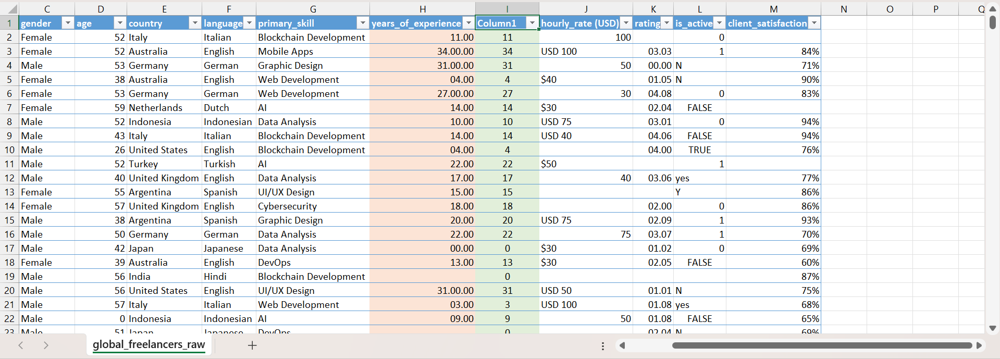 C D E F G H I J K L M N O P Q
1 gender age country language primary_skill years_of_experience Column1 hourly_rate (USD) rating is_active client_satisfaction
2 Female 52 Italy Italian Blockchain Development 11.00 11 100 0
3 Female 52 Australia English Mobile Apps 34.00.00 34 USD 100 03.03 1 84%
4 Male 53 Germany German Graphic Design 31.00.00 31 50 00.00 N 71%
5 Female 38 Australia English Web Development 04.00 4 $40 01.05 N 90%
6 Female 53 Germany German Web Development 27.00.00 27 30 04.08 0 83%
7 Female 59 Netherlands Dutch AI 14.00 14 $30 02.04 FALSE
8 Male 52 Indonesia Indonesian Data Analysis 10.00 10 USD 75 03.01 0 94%
9 Male 43 Italy Italian Blockchain Development 14.00 14 USD 40 04.06 FALSE 94%
10 Male 26 United States English Blockchain Development 04.00 4 04.00 TRUE 76%
11 Male 52 Turkey Turkish AI 22.00 22 $50 1
12 Male 40 United Kingdom English Data Analysis 17.00 17 40 03.06 yes 77%
13 Female 55 Argentina Spanish UI/UX Design 15.00 15 Y 86%
14 Female 57 United Kingdom English Cybersecurity 18.00 18 02.00 0 86%
15 Male 38 Argentina Spanish Graphic Design 20.00 20 USD 75 02.09 1 93%
16 Male 50 Germany German Data Analysis 22.00 22 75 03.07 1 70%
17 Male 42 Japan Japanese Data Analysis 00.00 0 $30 01.02 0 69%
18 Female 39 Australia English DevOps 13.00 13 $30 02.05 FALSE 60%
19 Male 56 India Hindi Blockchain Development 0 87%
20 Male 56 United States English UI/UX Design 31.00.00 31 USD 50 01.01 N 75%
21 Male 57 Italy Italian Web Development 03.00 3 USD 100 01.08 yes 68%
22 Male 0 Indonesia Indonesian AI 09.00 9 50 01.08 FALSE 65%
23 Male 51 Japan Japanese DevOps 0 02.04 N 69%
global_freelancers_raw